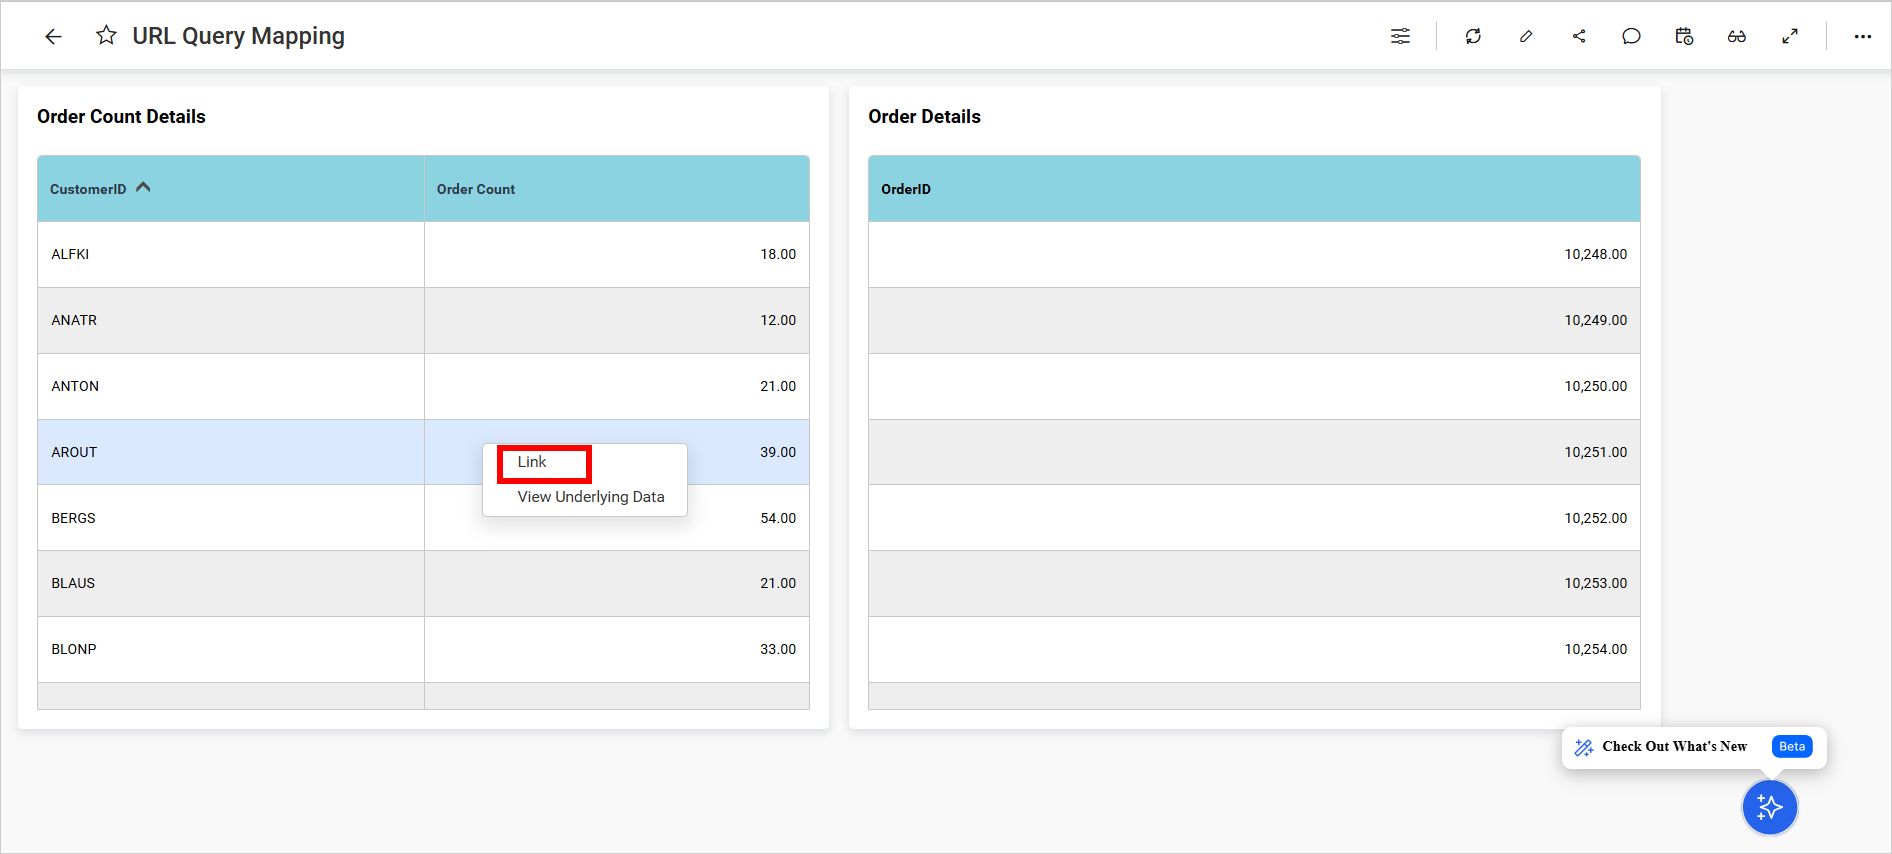 URL Query Mapping
Order Count Details
CustomerID Order Count
ALFKI 18.00
ANATR 12.00
ANTON 21.00
AROUT 39.00
Link
View Underlying Data
BERGS 54.00
BLAUS 21.00
BLONP 33.00
Order Details
OrderID
10,248.00
10,249.00
10,250.00
10,251.00
10,252.00
10,253.00
10,254.00
Check Out What's New Beta